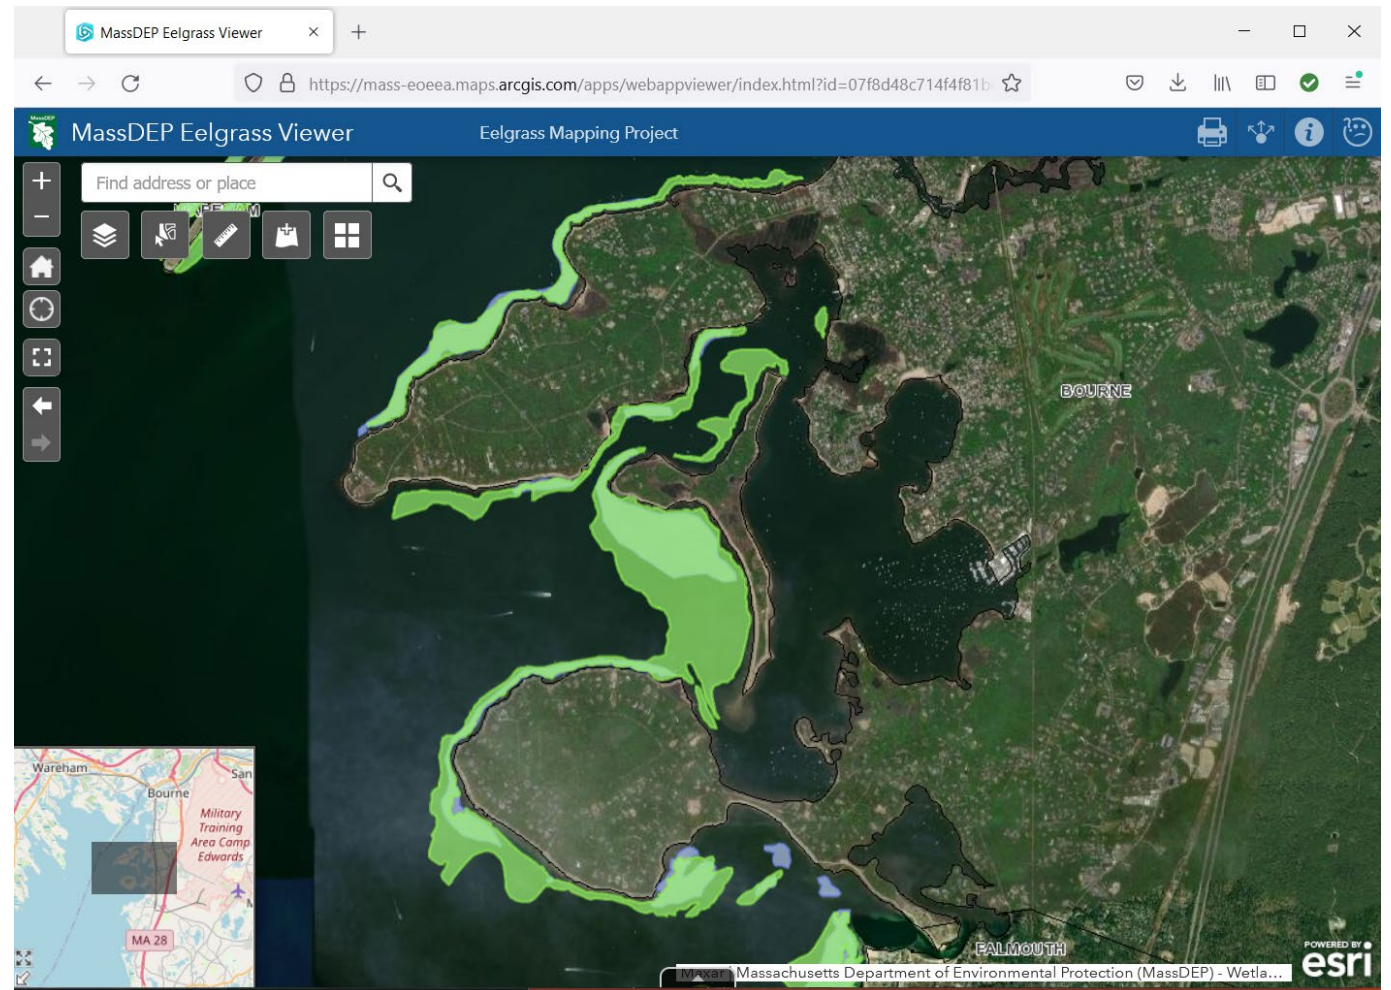 MassDEP Eelgrass Viewer
https://mass-eoeea.maps.arcgis.com/apps/webappviewer/index.html?id=07f8d48c714f4f81b
MassDEP
MassDEP Eelgrass Viewer
Eelgrass Mapping Project
Find address or place
BOURNE
Wareham
San
Bourne
Military
Training
Area Camp
Edwards
MA 28
FALMOUTH
POWERED BY
esri
Maxar | Massachusetts Department of Environmental Protection (MassDEP) - Wetla...